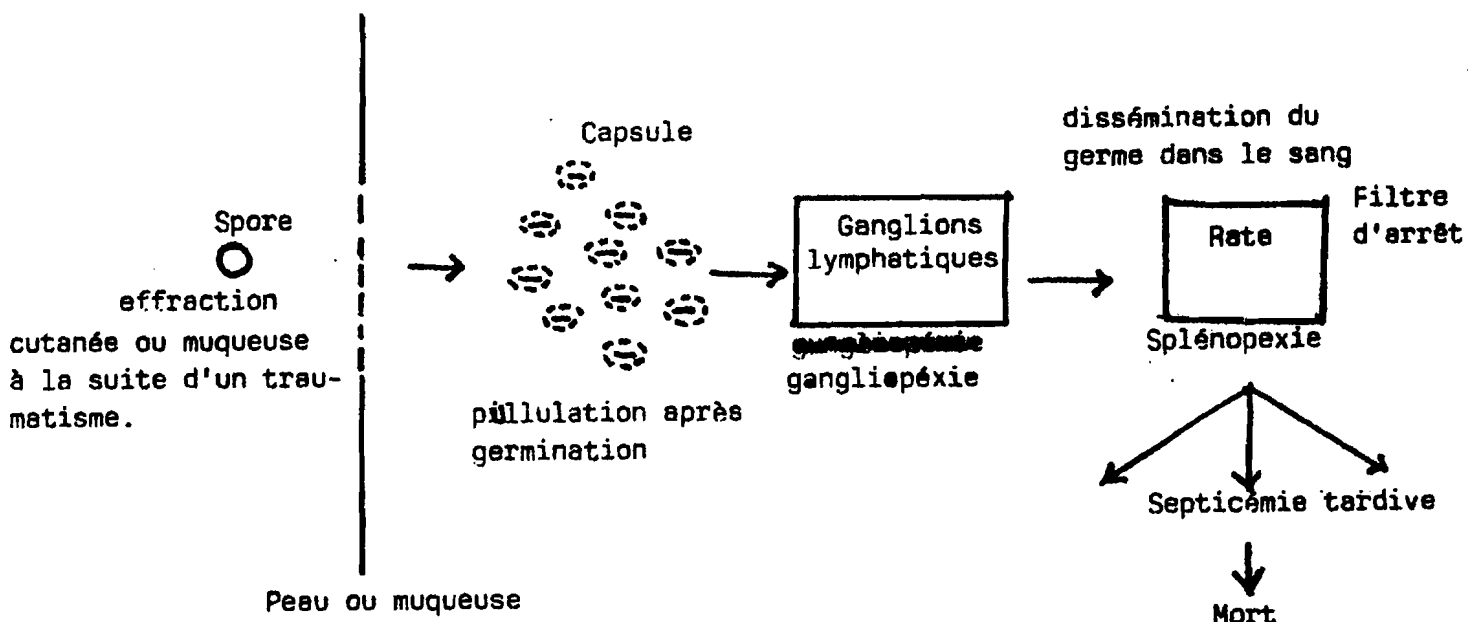 Spore
effraction
cutanée ou muqueuse
à la suite d'un trau-
matisme.
Peau ou muqueuse
Capsule
pullulation après
germination
Ganglions
lymphatiques
gangliopéxie
dissémination du
germe dans le sang
Filtre
d'arrêt
Rate
Splénopexie
Septicémie tardive
Mort